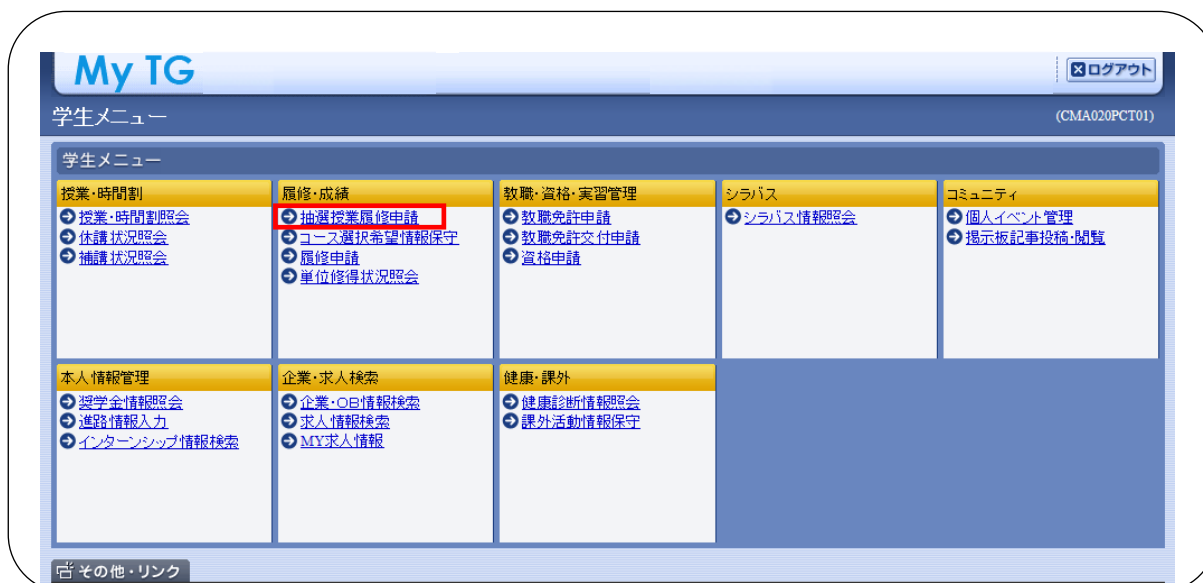 My TG
ログアウト
学生メニュー
(CMA020PCT01)
学生メニュー
授業・時間割
授業・時間割照会
休講状況照会
補講状況照会
履修・成績
抽選授業履修申請
コース選択希望情報保守
履修申請
単位修得状況照会
教職・資格・実習管理
教職免許申請
教職免許交付申請
資格申請
シラバス
シラバス情報照会
コミュニティ
個人イベント管理
掲示板記事投稿・閲覧
本人情報管理
奨学金情報照会
進路情報入力
インターンシップ情報検索
企業・求人検索
企業・OB情報検索
求人情報検索
MY求人情報
健康・課外
健康診断情報照会
課外活動情報保守
その他・リンク